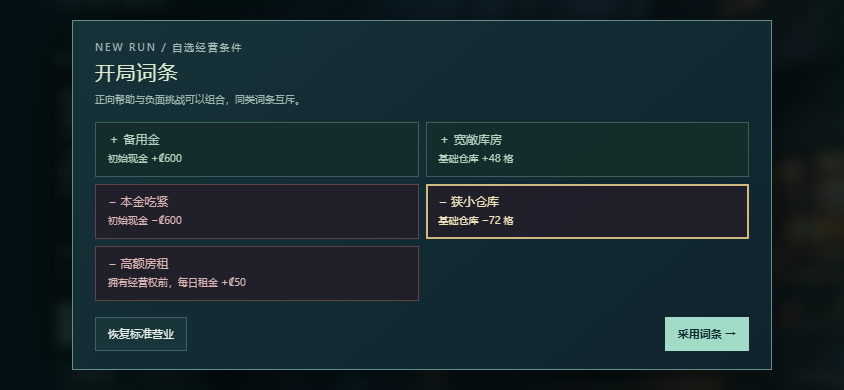 NEW RUN / 自选经营条件
开局词条
正向帮助与负面挑战可以组合，同类词条互斥。
+ 备用金
初始现金 +₡600
+ 宽敞库房
基础仓库 +48 格
− 本金吃紧
初始现金 −₡600
− 狭小仓库
基础仓库 −72 格
− 高额房租
拥有经营权前，每日租金 +₡50
恢复标准营业
采用词条 →